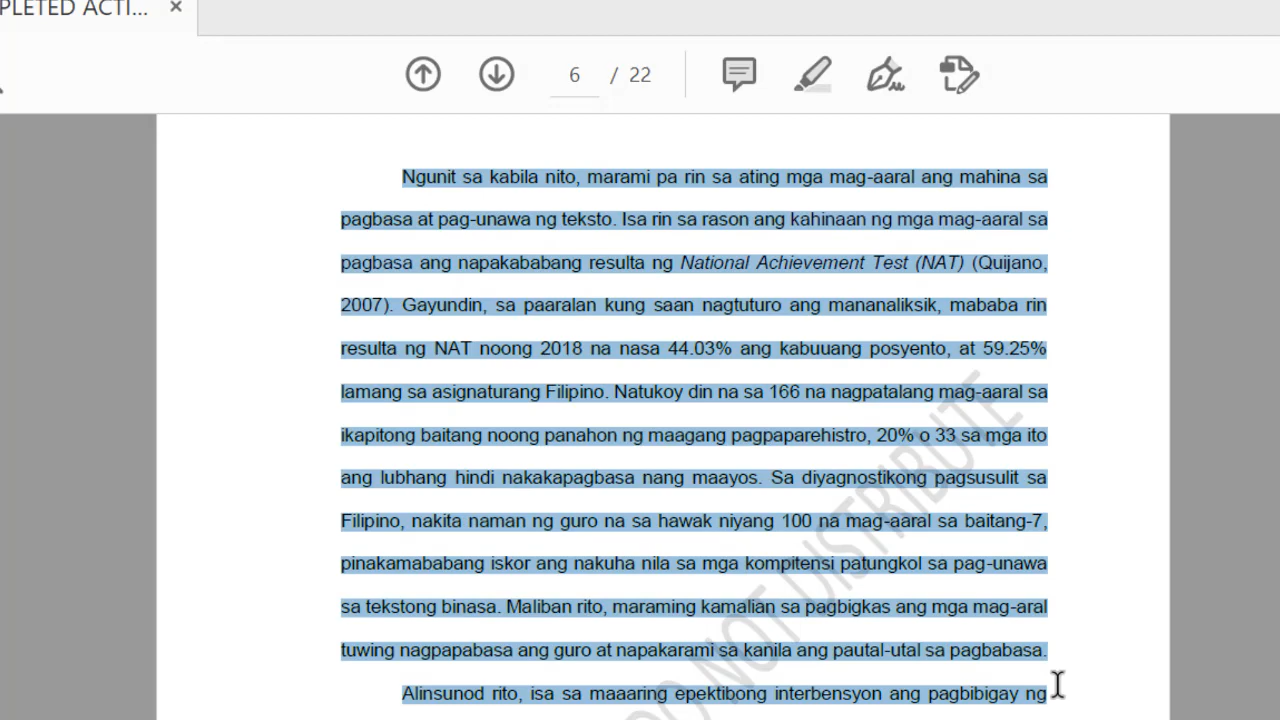 PLETED ACTI... ×
6 / 22
Ngunit sa kabila nito, marami pa rin sa ating mga mag-aaral ang mahina sa
pagbasa at pag-unawa ng teksto. Isa rin sa rason ang kahinaan ng mga mag-aaral sa
pagbasa ang napakababang resulta ng National Achievement Test (NAT) (Quijano,
2007). Gayundin, sa paaralan kung saan nagtuturo ang mananaliksik, mababa rin
resulta ng NAT noong 2018 na nasa 44.03% ang kabuuang posyento, at 59.25%
lamang sa asignaturang Filipino. Natukoy din na sa 166 na nagpatalang mag-aaral sa
ikapitong baitang noong panahon ng maagang pagpaparehistro, 20% o 33 sa mga ito
ang lubhang hindi nakakapagbasa nang maayos. Sa diyagnostikong pagsusulit sa
Filipino, nakita naman ng guro na sa hawak niyang 100 na mag-aaral sa baitang-7,
pinakamababang iskor ang nakuha nila sa mga kompitensi patungkol sa pag-unawa
sa tekstong binasa. Maliban rito, maraming kamalian sa pagbigkas ang mga mag-aral
tuwing nagpapabasa ang guro at napakarami sa kanila ang pautal-utal sa pagbabasa.
Alinsunod rito, isa sa maaaring epektibong interbensyon ang pagbibigay ng
DO NOT DISTRIBUTE